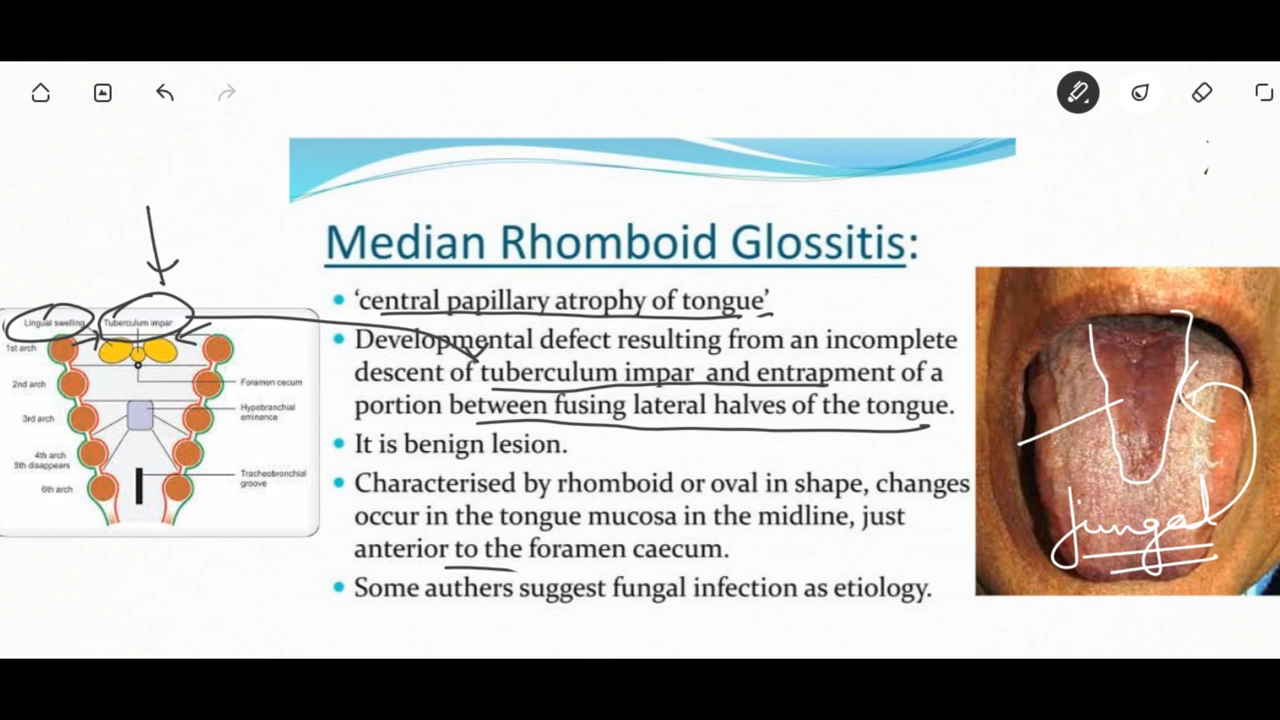 Median Rhomboid Glossitis:
• ‘central papillary atrophy of tongue’
• Developmental defect resulting from an incomplete
descent of tuberculum impar and entrapment of a
portion between fusing lateral halves of the tongue.
• It is benign lesion.
• Characterised by rhomboid or oval in shape, changes
occur in the tongue mucosa in the midline, just
anterior to the foramen caecum.
• Some authers suggest fungal infection as etiology.
Lingual swelling
Tuberculum impar
1st arch
2nd arch
3rd arch
4th arch
5th disappears
6th arch
Foramen cecum
Hypobranchial
eminence
Tracheobronchial
groove